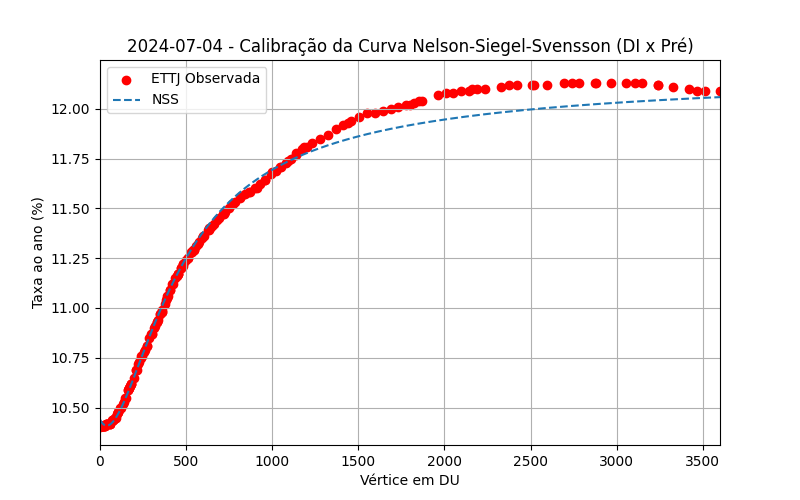 2024-07-04 - Calibração da Curva Nelson-Siegel-Svensson (DI x Pré)
ETTJ Observada
NSS
Taxa ao ano (%)
12.00
11.75
11.50
11.25
11.00
10.75
10.50
0 500 1000 1500 2000 2500 3000 3500
Vértice em DU